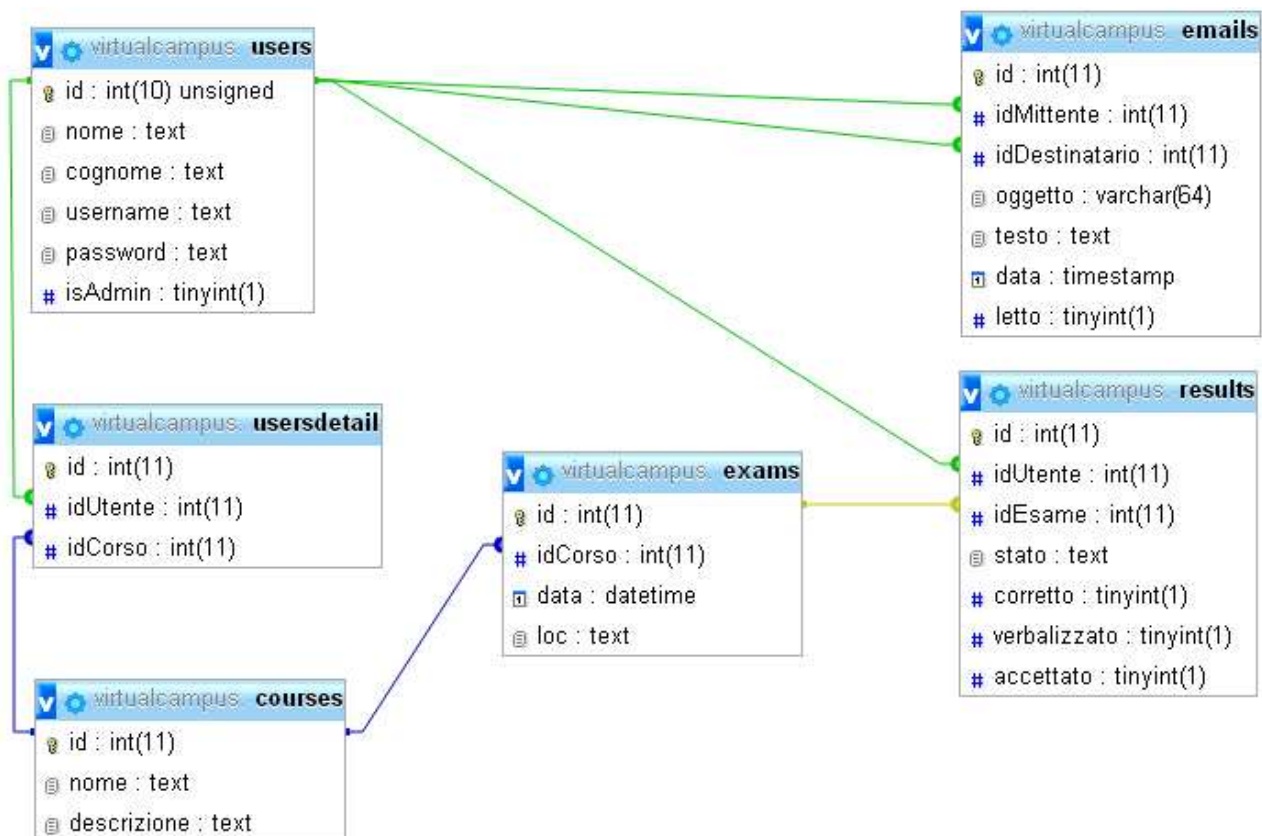 virtualcampus users
id : int(10) unsigned
nome : text
cognome : text
username : text
password : text
# isAdmin : tinyint(1)
virtualcampus emails
id : int(11)
# idMittente : int(11)
# idDestinatario : int(11)
oggetto : varchar(64)
testo : text
data : timestamp
# letto : tinyint(1)
virtualcampus usersdetail
id : int(11)
# idUtente : int(11)
# idCorso : int(11)
virtualcampus exams
id : int(11)
# idCorso : int(11)
data : datetime
loc : text
virtualcampus results
id : int(11)
# idUtente : int(11)
# idEsame : int(11)
stato : text
# corretto : tinyint(1)
# verbalizzato : tinyint(1)
# accettato : tinyint(1)
virtualcampus courses
id : int(11)
nome : text
descrizione : text